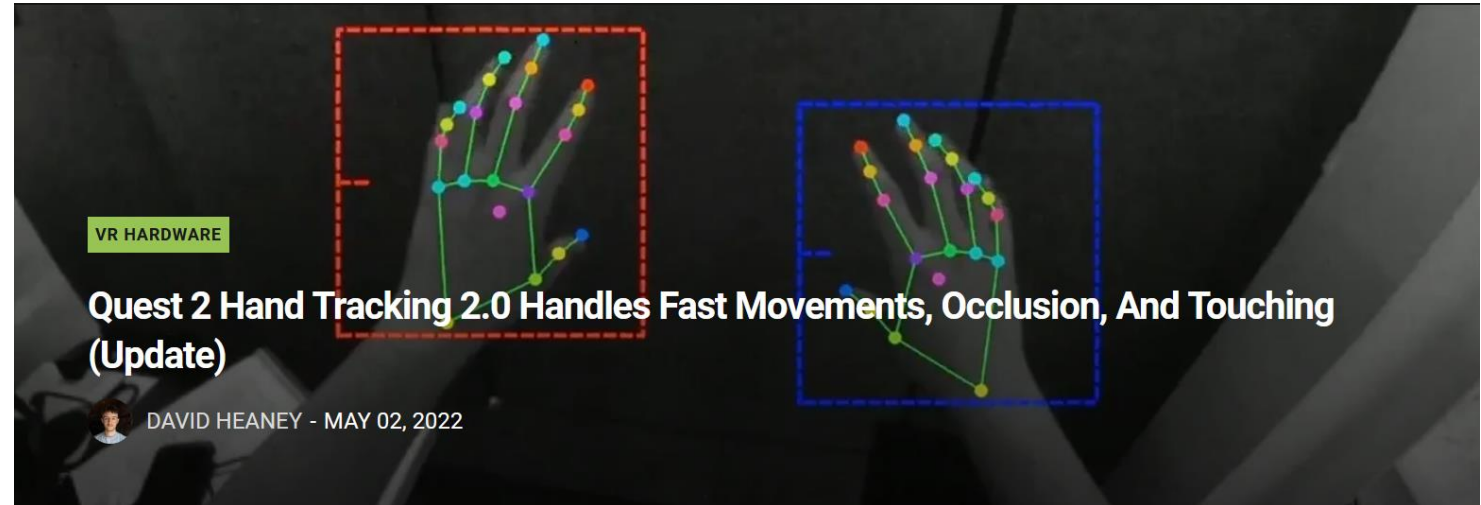 VR HARDWARE
Quest 2 Hand Tracking 2.0 Handles Fast Movements, Occlusion, And Touching
(Update)
DAVID HEANEY - MAY 02, 2022